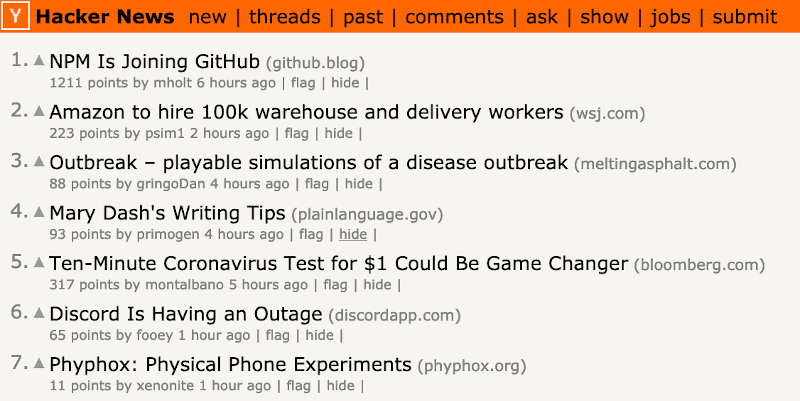 Y Hacker News new | threads | past | comments | ask | show | jobs | submit
1. ▲ NPM Is Joining GitHub (github.blog)
1211 points by mholt 6 hours ago | flag | hide |
2. ▲ Amazon to hire 100k warehouse and delivery workers (wsj.com)
223 points by psim1 2 hours ago | flag | hide |
3. ▲ Outbreak – playable simulations of a disease outbreak (meltingasphalt.com)
88 points by gringoDan 4 hours ago | flag | hide |
4. ▲ Mary Dash's Writing Tips (plainlanguage.gov)
93 points by primogen 4 hours ago | flag | hide |
5. ▲ Ten-Minute Coronavirus Test for $1 Could Be Game Changer (bloomberg.com)
317 points by montalbano 5 hours ago | flag | hide |
6. ▲ Discord Is Having an Outage (discordapp.com)
65 points by fooey 1 hour ago | flag | hide |
7. ▲ Phyphox: Physical Phone Experiments (phyphox.org)
11 points by xenonite 1 hour ago | flag | hide |